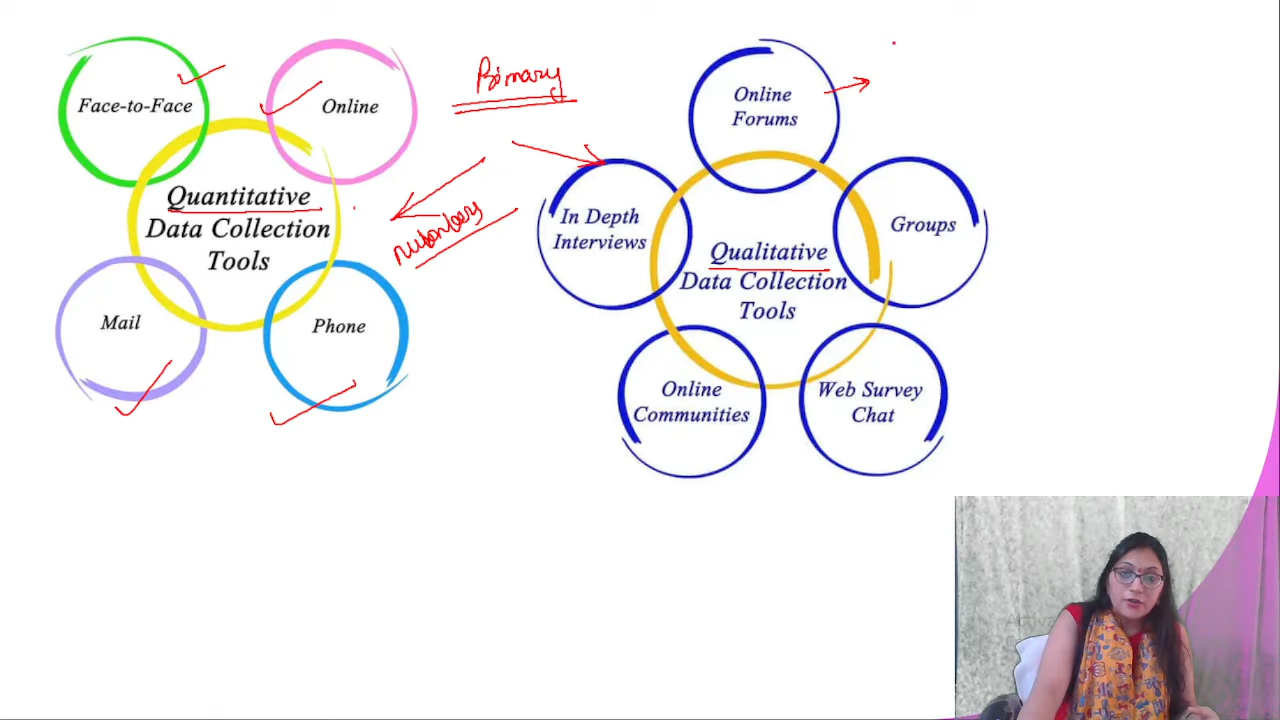 Face-to-Face
Online
Quantitative
Data Collection
Tools
Mail
Phone
Primary
numbers
Online
Forums
In Depth
Interviews
Groups
Qualitative
Data Collection
Tools
Online
Communities
Web Survey
Chat